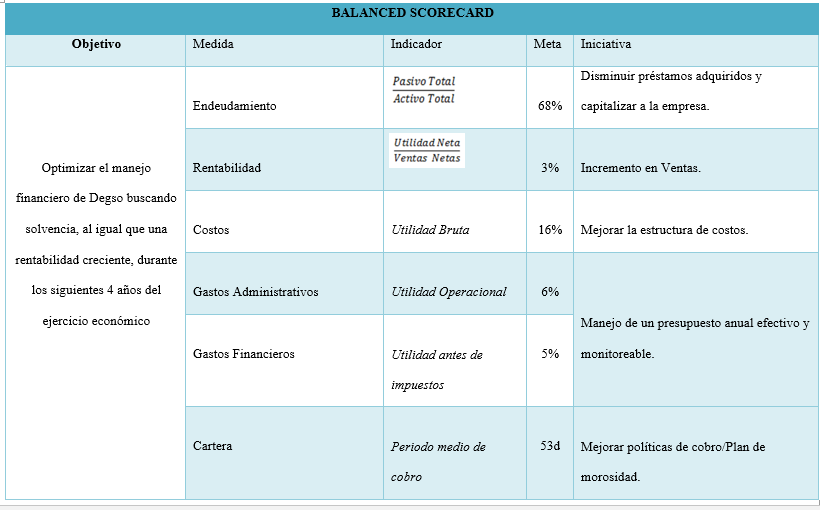 BALANCED SCORECARD
Objetivo Medida Indicador Meta Iniciativa
Optimizar el manejo
financiero de Degso buscando
solvencia, al igual que una
rentabilidad creciente, durante
los siguientes 4 años del
ejercicio económico
Endeudamiento
Pasivo Total
Activo Total
68%
Disminuir préstamos adquiridos y
capitalizar a la empresa.
Rentabilidad
Utilidad Neta
Ventas Netas
3%
Incremento en Ventas.
Costos
Utilidad Bruta
16%
Mejorar la estructura de costos.
Gastos Administrativos
Utilidad Operacional
6%
Manejo de un presupuesto anual efectivo y
monitoreable.
Gastos Financieros
Utilidad antes de
impuestos
5%
Cartera
Periodo medio de
cobro
53d
Mejorar políticas de cobro/Plan de
morosidad.